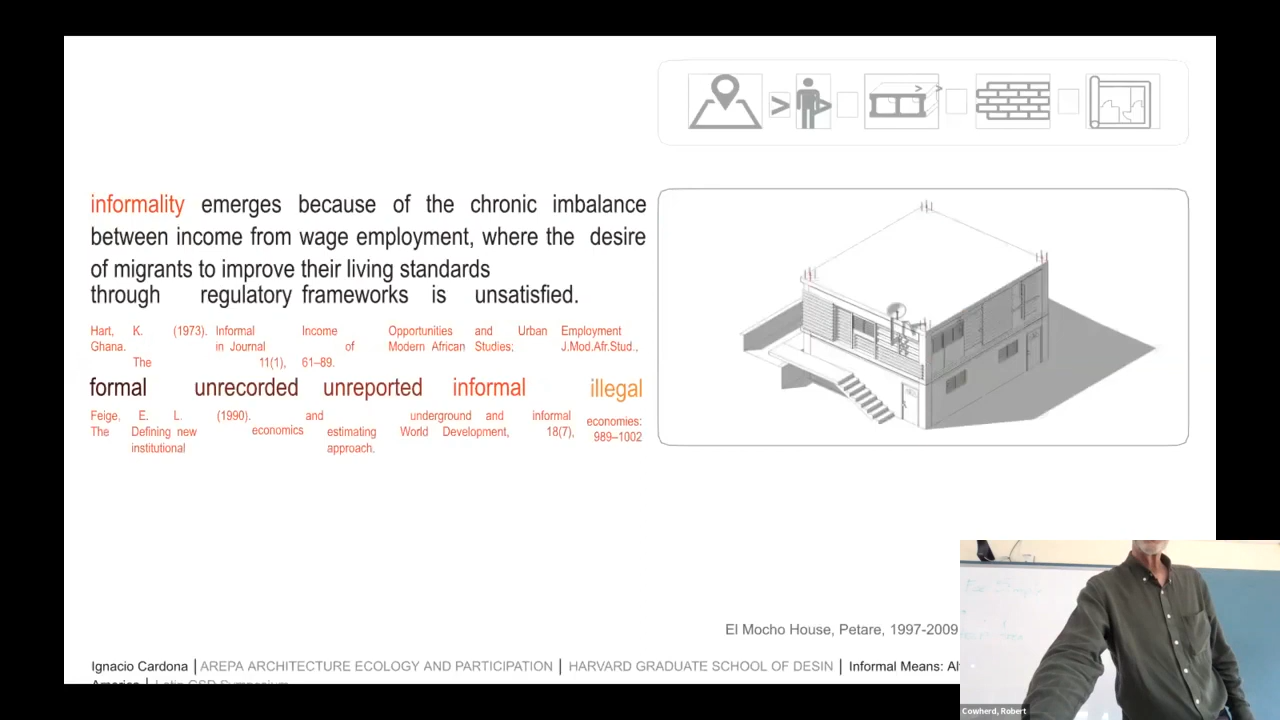 informality emerges because of the chronic imbalance
between income from wage employment, where the desire
of migrants to improve their living standards
through regulatory frameworks is unsatisfied.
Hart, K. (1973). Informal Income Opportunities and Urban Employment
Ghana. in Journal of Modern African Studies; J.Mod.Afr.Stud.,
The 11(1), 61–89.
formal unrecorded unreported informal illegal
Feige, E. L. (1990). and underground and informal economies:
The Defining new economics estimating World Development, 18(7), 989–1002
institutional approach.
El Mocho House, Petare, 1997-2009
Ignacio Cardona | AREPA ARCHITECTURE ECOLOGY AND PARTICIPATION | HARVARD GRADUATE SCHOOL OF DESIN | Informal Means:
America | Latin GSD Symposium
Cowherd, Robert